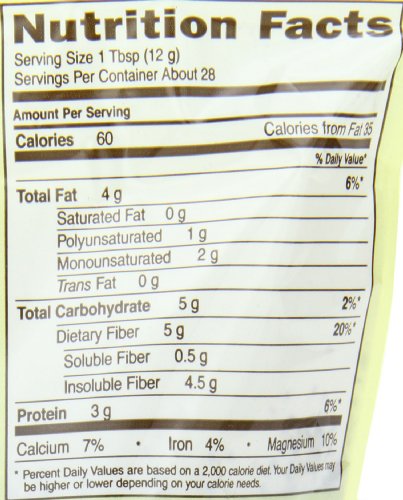 Nutrition Facts
Serving Size 1 Tbsp (12 g)
Servings Per Container About 28
Amount Per Serving
Calories 60 Calories from Fat 35
% Daily Value*
Total Fat 4 g 6%*
Saturated Fat 0 g
Polyunsaturated 1 g
Monounsaturated 2 g
Trans Fat 0 g
Total Carbohydrate 5 g 2%*
Dietary Fiber 5 g 20%*
Soluble Fiber 0.5 g
Insoluble Fiber 4.5 g
Protein 3 g 6%*
Calcium 7% • Iron 4% • Magnesium 10%
* Percent Daily Values are based on a 2,000 calorie diet. Your Daily Values may
be higher or lower depending on your calorie needs.